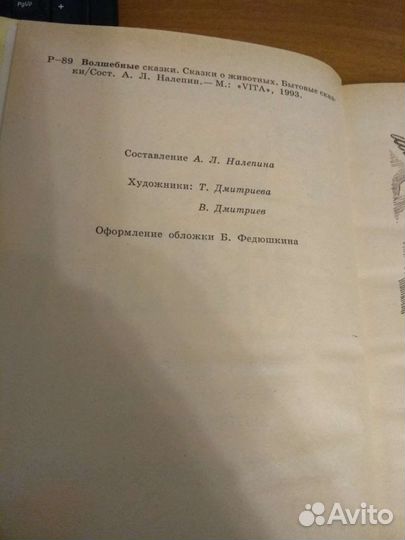 PgUp
+
Р—89 Волшебные сказки. Сказки о животных. Бытовые сказ-
ки/Сост. А. Л. Налепин.— М.: «VITA», 1993.
Составление А. Л. Налепина
Художники: Т. Дмитриева
В. Дмитриев
Оформление обложки Б. Федюшкина
Avito